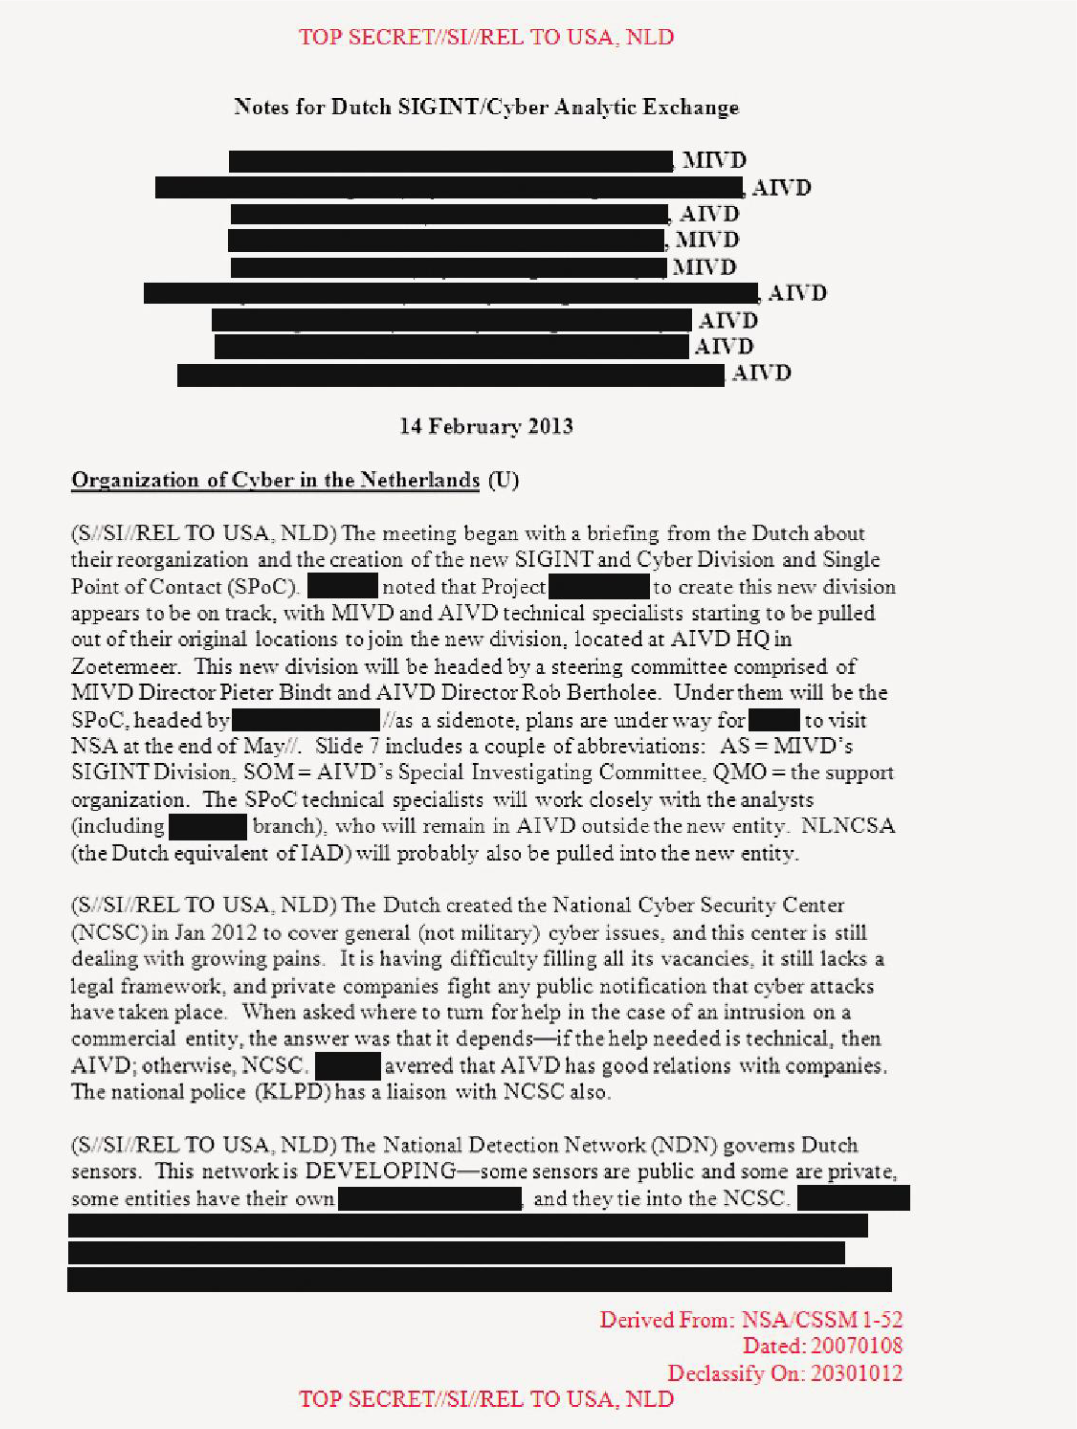 TOP SECRET//SI//REL TO USA, NLD
Notes for Dutch SIGINT/Cyber Analytic Exchange
, MIVD
, AIVD
, AIVD
, MIVD
MIVD
, AIVD
AIVD
AIVD
AIVD
14 February 2013
Organization of Cyber in the Netherlands (U)
(S//SI//REL TO USA, NLD) The meeting began with a briefing from the Dutch about
their reorganization and the creation of the new SIGINT and Cyber Division and Single
Point of Contact (SPoC). noted that Project to create this new division
appears to be on track, with MIVD and AIVD technical specialists starting to be pulled
out of their original locations to join the new division, located at AIVD HQ in
Zoetermeer. This new division will be headed by a steering committee comprised of
MIVD Director Pieter Bindt and AIVD Director Rob Bertholee. Under them will be the
SPoC, headed by //as a sidenote, plans are under way for to visit
NSA at the end of May//. Slide 7 includes a couple of abbreviations: AS = MIVD's
SIGINT Division, SOM = AIVD's Special Investigating Committee, QMO = the support
organization. The SPoC technical specialists will work closely with the analysts
(including branch), who will remain in AIVD outside the new entity. NLNCSA
(the Dutch equivalent of IAD) will probably also be pulled into the new entity.
(S//SI//REL TO USA, NLD) The Dutch created the National Cyber Security Center
(NCSC) in Jan 2012 to cover general (not military) cyber issues, and this center is still
dealing with growing pains. It is having difficulty filling all its vacancies, it still lacks a
legal framework, and private companies fight any public notification that cyber attacks
have taken place. When asked where to turn for help in the case of an intrusion on a
commercial entity, the answer was that it depends—if the help needed is technical, then
AIVD; otherwise, NCSC. averred that AIVD has good relations with companies.
The national police (KLPD) has a liaison with NCSC also.
(S//SI//REL TO USA, NLD) The National Detection Network (NDN) governs Dutch
sensors. This network is DEVELOPING—some sensors are public and some are private,
some entities have their own , and they tie into the NCSC.
Derived From: NSA/CSSM 1-52
Dated: 20070108
Declassify On: 20301012
TOP SECRET//SI//REL TO USA, NLD